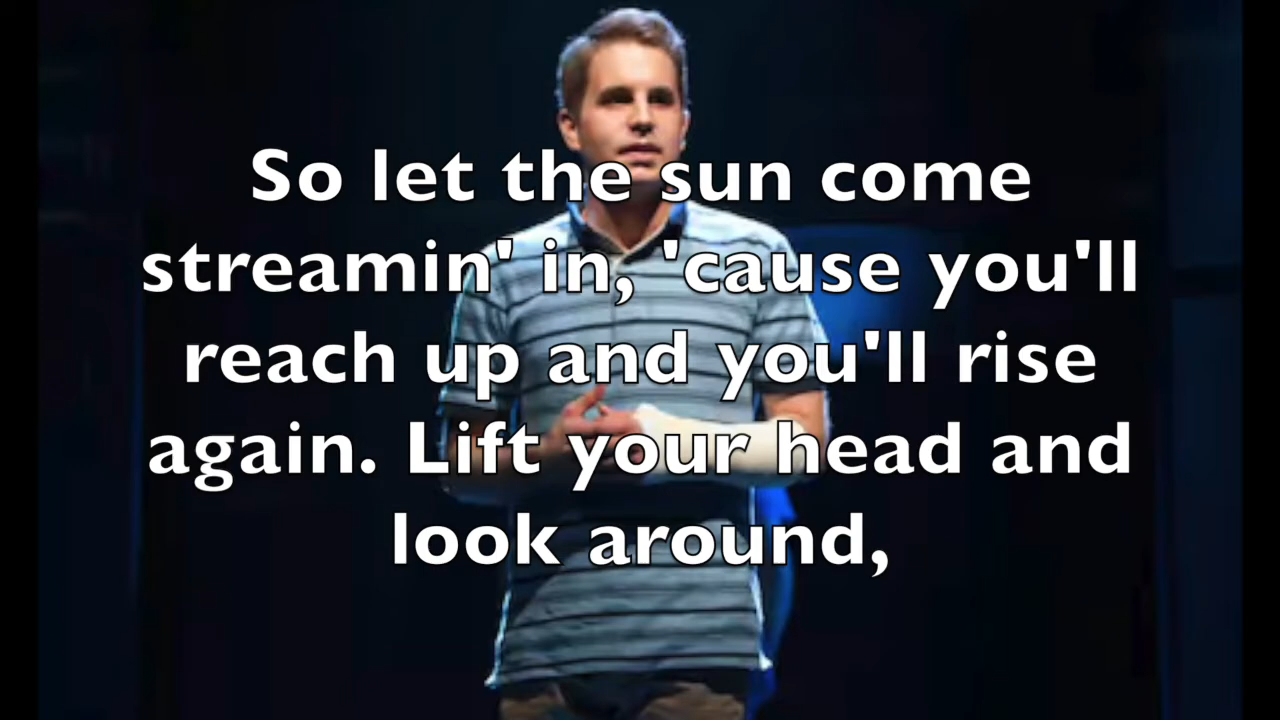 So let the sun come
streamin' in, 'cause you'll
reach up and you'll rise
again. Lift your head and
look around,